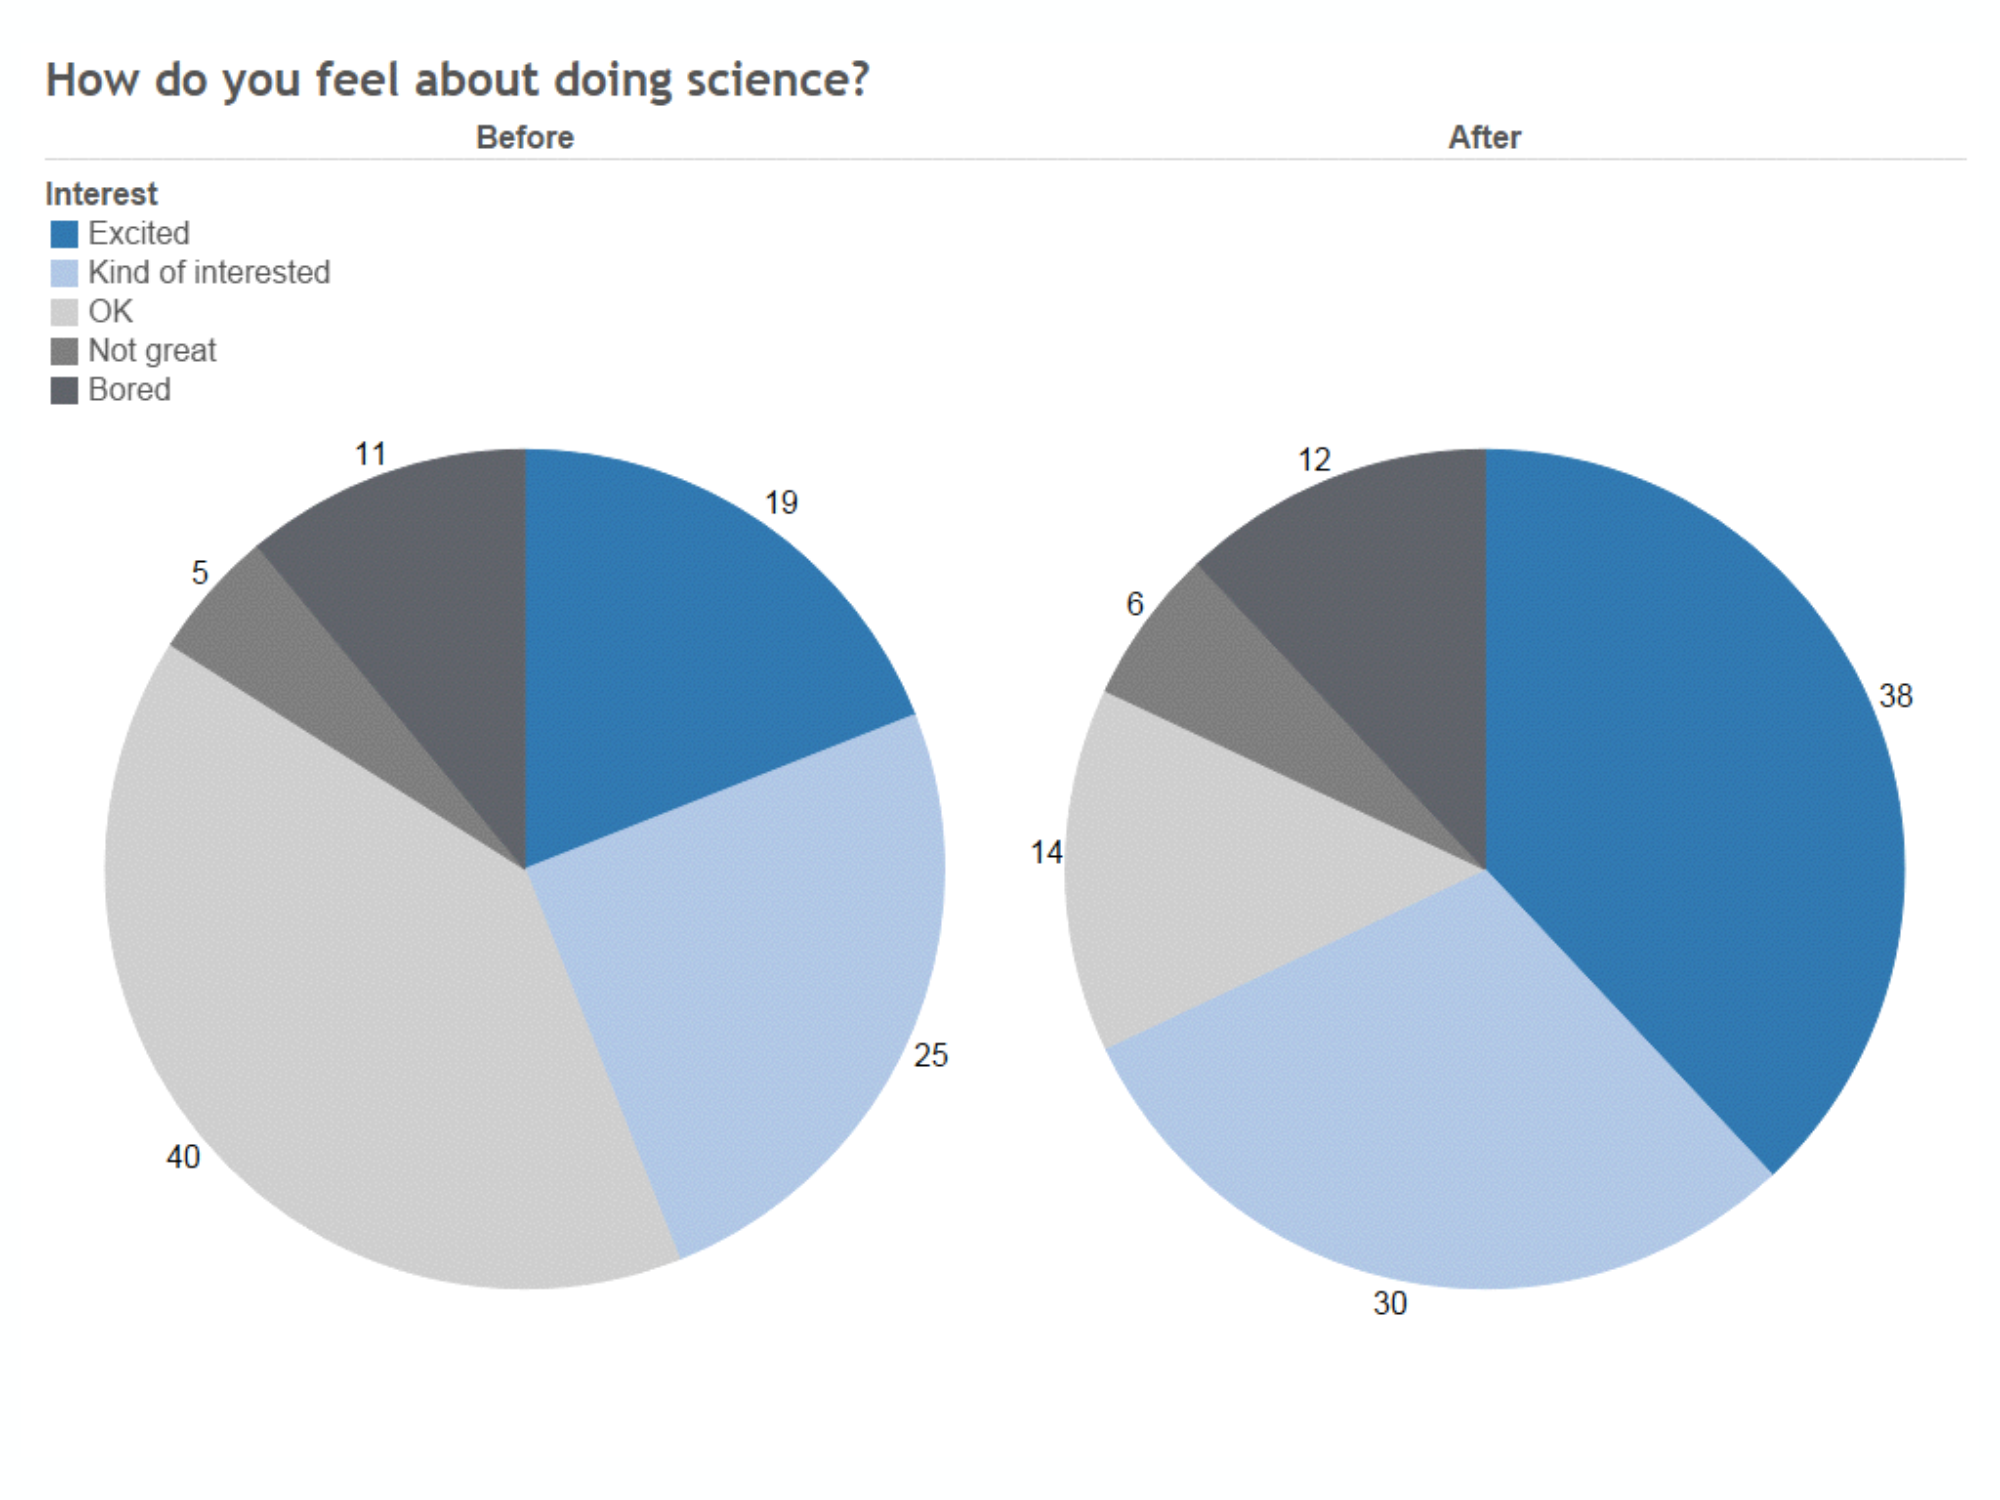 How do you feel about doing science?
Before
After
Interest
Excited
Kind of interested
OK
Not great
Bored
11
19
5
40
25
12
6
38
14
30